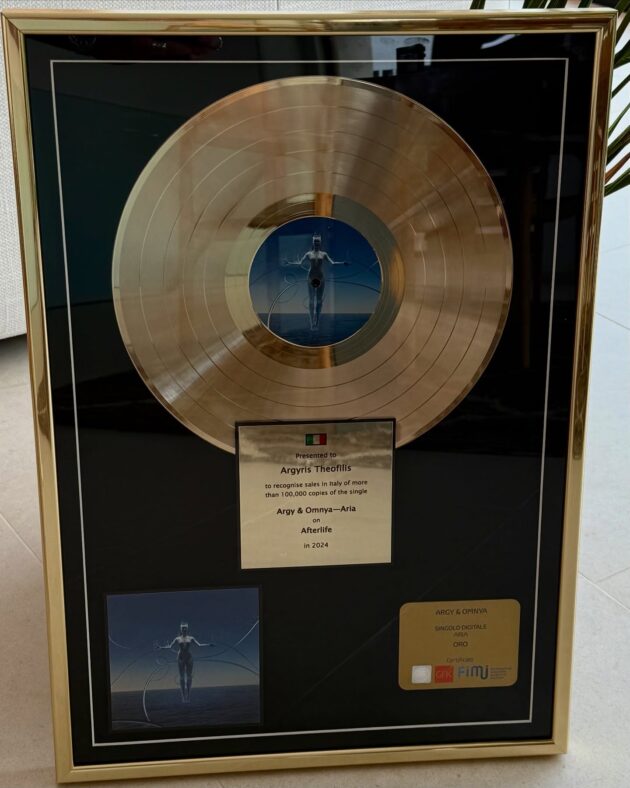 Presented to
Argyris Theofilis
to recognise sales in Italy of more
than 100,000 copies of the single
Argy & Omnya—Aria
on
Afterlife
in 2024
ARGY & OMNYA
SINGOLO DIGITALE
ARIA
ORO
Certificato
GFK FIMI